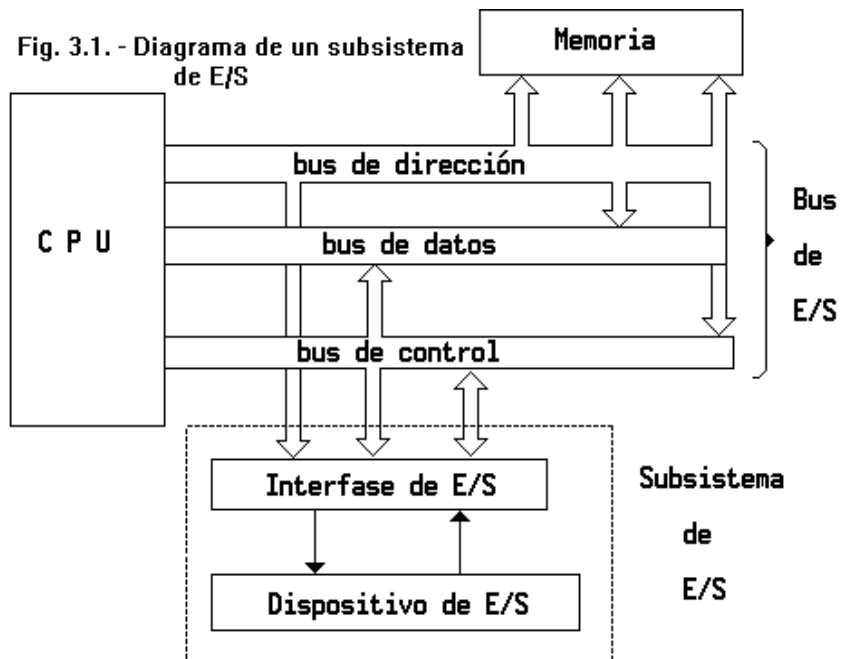 Fig. 3.1. - Diagrama de un subsistema
de E/S
Memoria
C P U
bus de dirección
bus de datos
bus de control
Bus
de
E/S
Interfase de E/S
Dispositivo de E/S
Subsistema
de
E/S